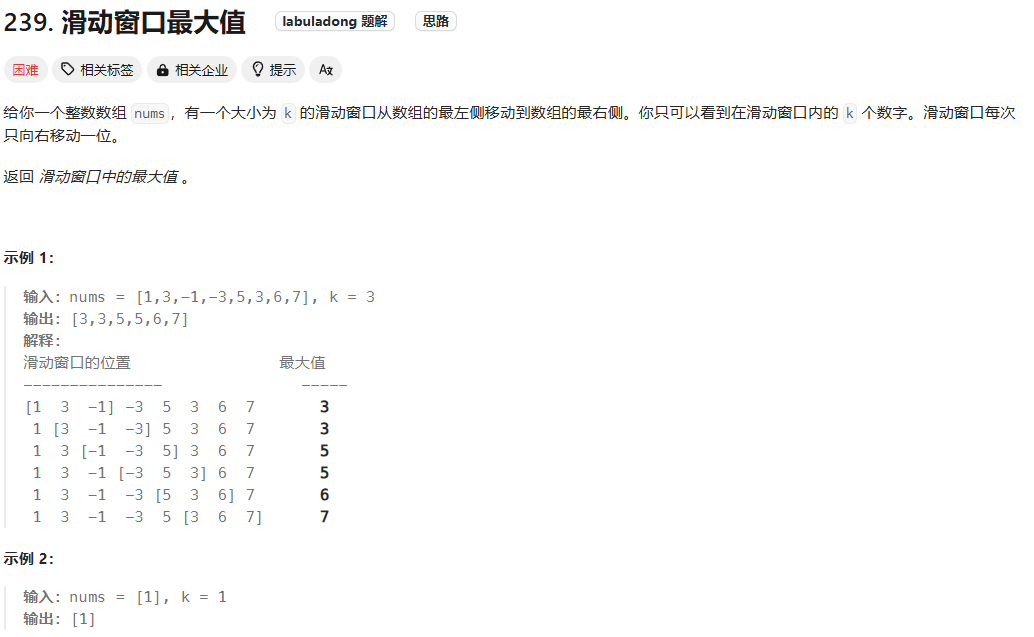 239. 滑动窗口最大值 labuladong 题解 思路
困难 相关标签 相关企业 提示 Aあ
给你一个整数数组 nums，有一个大小为 k 的滑动窗口从数组的最左侧移动到数组的最右侧。你只可以看到在滑动窗口内的 k 个数字。滑动窗口每次
只向右移动一位。
返回 滑动窗口中的最大值 。
示例 1：
输入：nums = [1,3,-1,-3,5,3,6,7], k = 3
输出：[3,3,5,5,6,7]
解释：
滑动窗口的位置                最大值
---------------               -----
[1  3  -1] -3  5  3  6  7       3
 1 [3  -1  -3] 5  3  6  7       3
 1  3 [-1  -3  5] 3  6  7       5
 1  3  -1 [-3  5  3] 6  7       5
 1  3  -1  -3 [5  3  6] 7       6
 1  3  -1  -3  5 [3  6  7]      7
示例 2：
输入：nums = [1], k = 1
输出：[1]